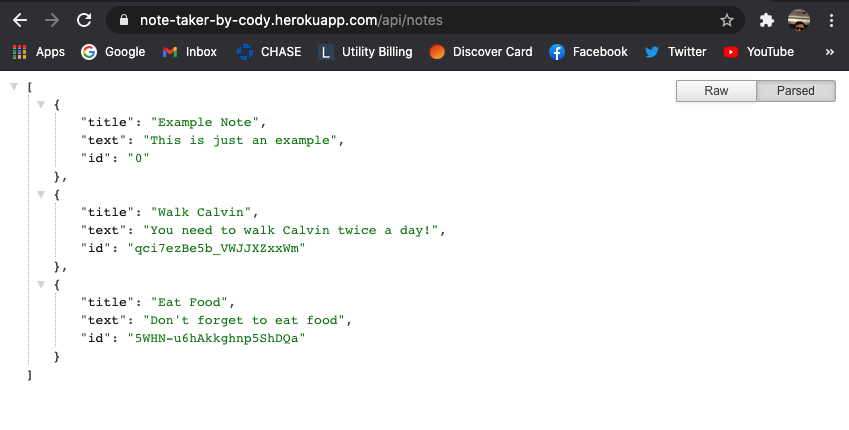 note-taker-by-cody.herokuapp.com/api/notes
Apps Google Inbox CHASE L Utility Billing Discover Card Facebook Twitter YouTube »
Raw Parsed
[
{
"title": "Example Note",
"text": "This is just an example",
"id": "0"
},
{
"title": "Walk Calvin",
"text": "You need to walk Calvin twice a day!",
"id": "qci7ezBe5b_VWJJXZxxWm"
},
{
"title": "Eat Food",
"text": "Don't forget to eat food",
"id": "5WHN-u6hAkkghnp5ShDQa"
}
]